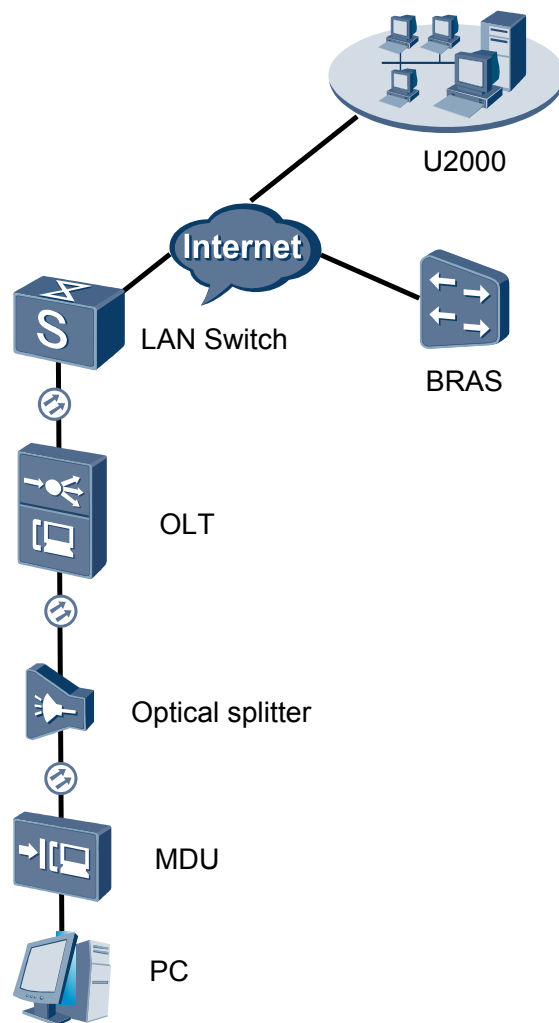 U2000
Internet
BRAS
S
LAN Switch
OLT
Optical splitter
MDU
PC